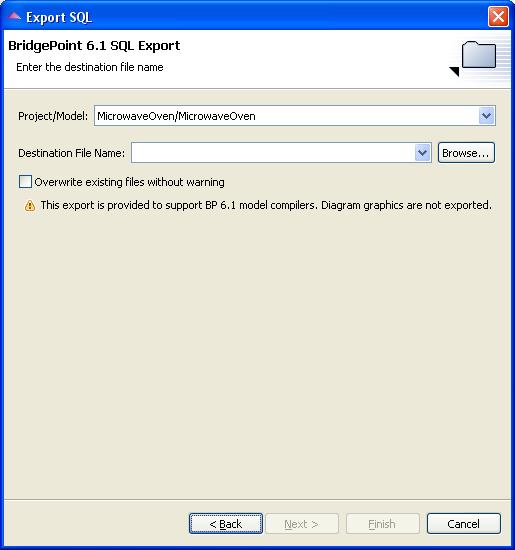 Export SQL
BridgePoint 6.1 SQL Export
Enter the destination file name
Project/Model: MicrowaveOven/MicrowaveOven
Destination File Name: Browse...
Overwrite existing files without warning
This export is provided to support BP 6.1 model compilers. Diagram graphics are not exported.
< Back Next > Finish Cancel